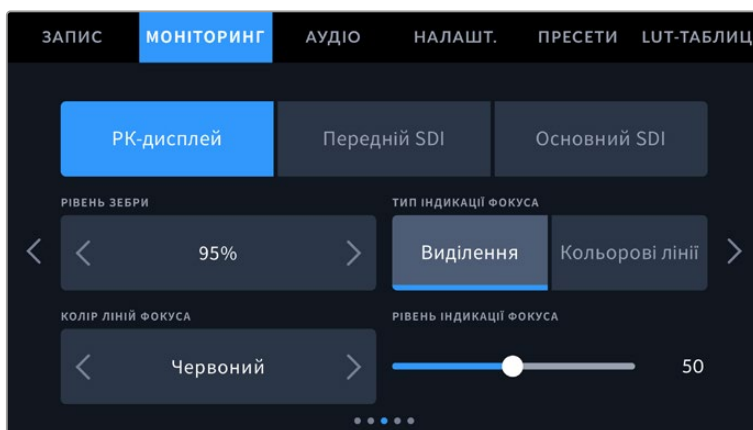 ЗАПИС МОНІТОРИНГ АУДІО НАЛАШТ. ПРЕСЕТИ LUT-ТАБЛИЦ
РК-дисплей Передній SDI Основний SDI
РІВЕНЬ ЗЕБРИ ТИП ІНДИКАЦІЇ ФОКУСА
95% Виділення Кольорові лінії
КОЛІР ЛІНІЙ ФОКУСА РІВЕНЬ ІНДИКАЦІЇ ФОКУСА
Червоний 50